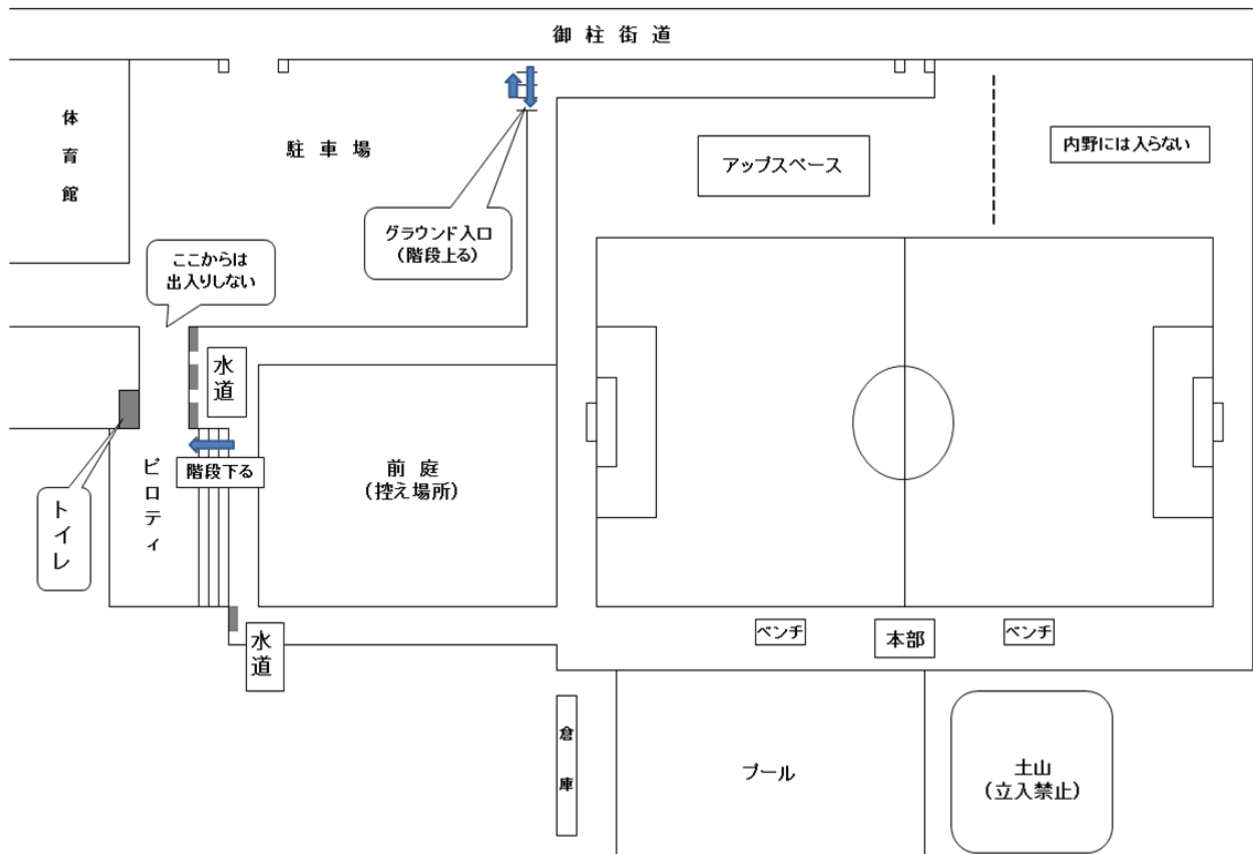 御柱街道
体育館
駐車場
グラウンド入口
（階段上る）
アップスペース
内野には入らない
ここからは
出入りしない
水道
階段下る
ピロティ
トイレ
前庭
（控え場所）
水道
ベンチ
本部
ベンチ
倉庫
プール
土山
（立入禁止）